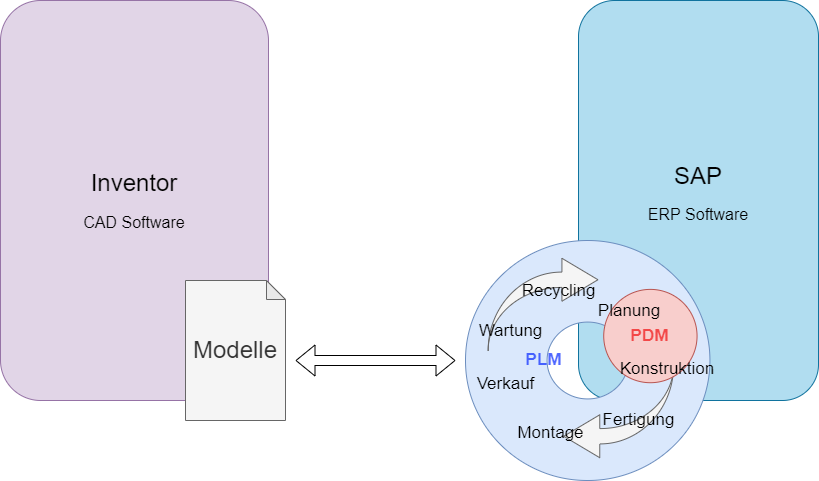 Inventor
CAD Software
Modelle
SAP
ERP Software
Recycling
Planung
Wartung
PDM
PLM
Konstruktion
Verkauf
Fertigung
Montage